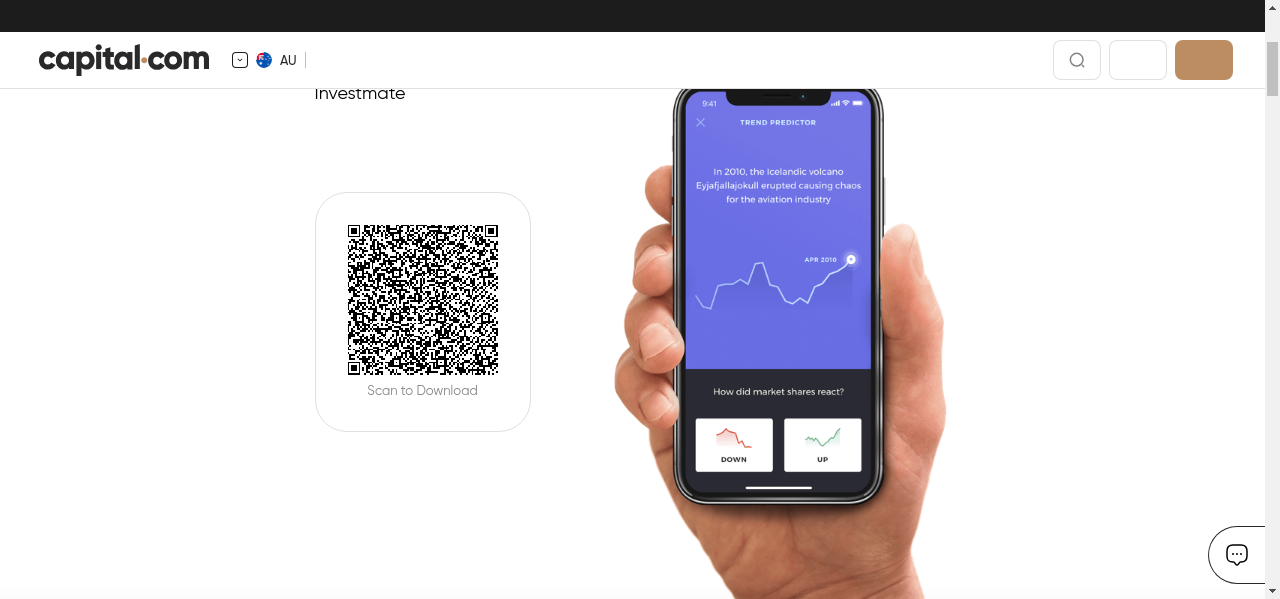 capital.com
AU
Investmate
Scan to Download
9:41
TREND PREDICTOR
In 2010, the Icelandic volcano
Eyjafjallajokull erupted causing chaos
for the aviation industry
APR 2010
How did market shares react?
DOWN
UP